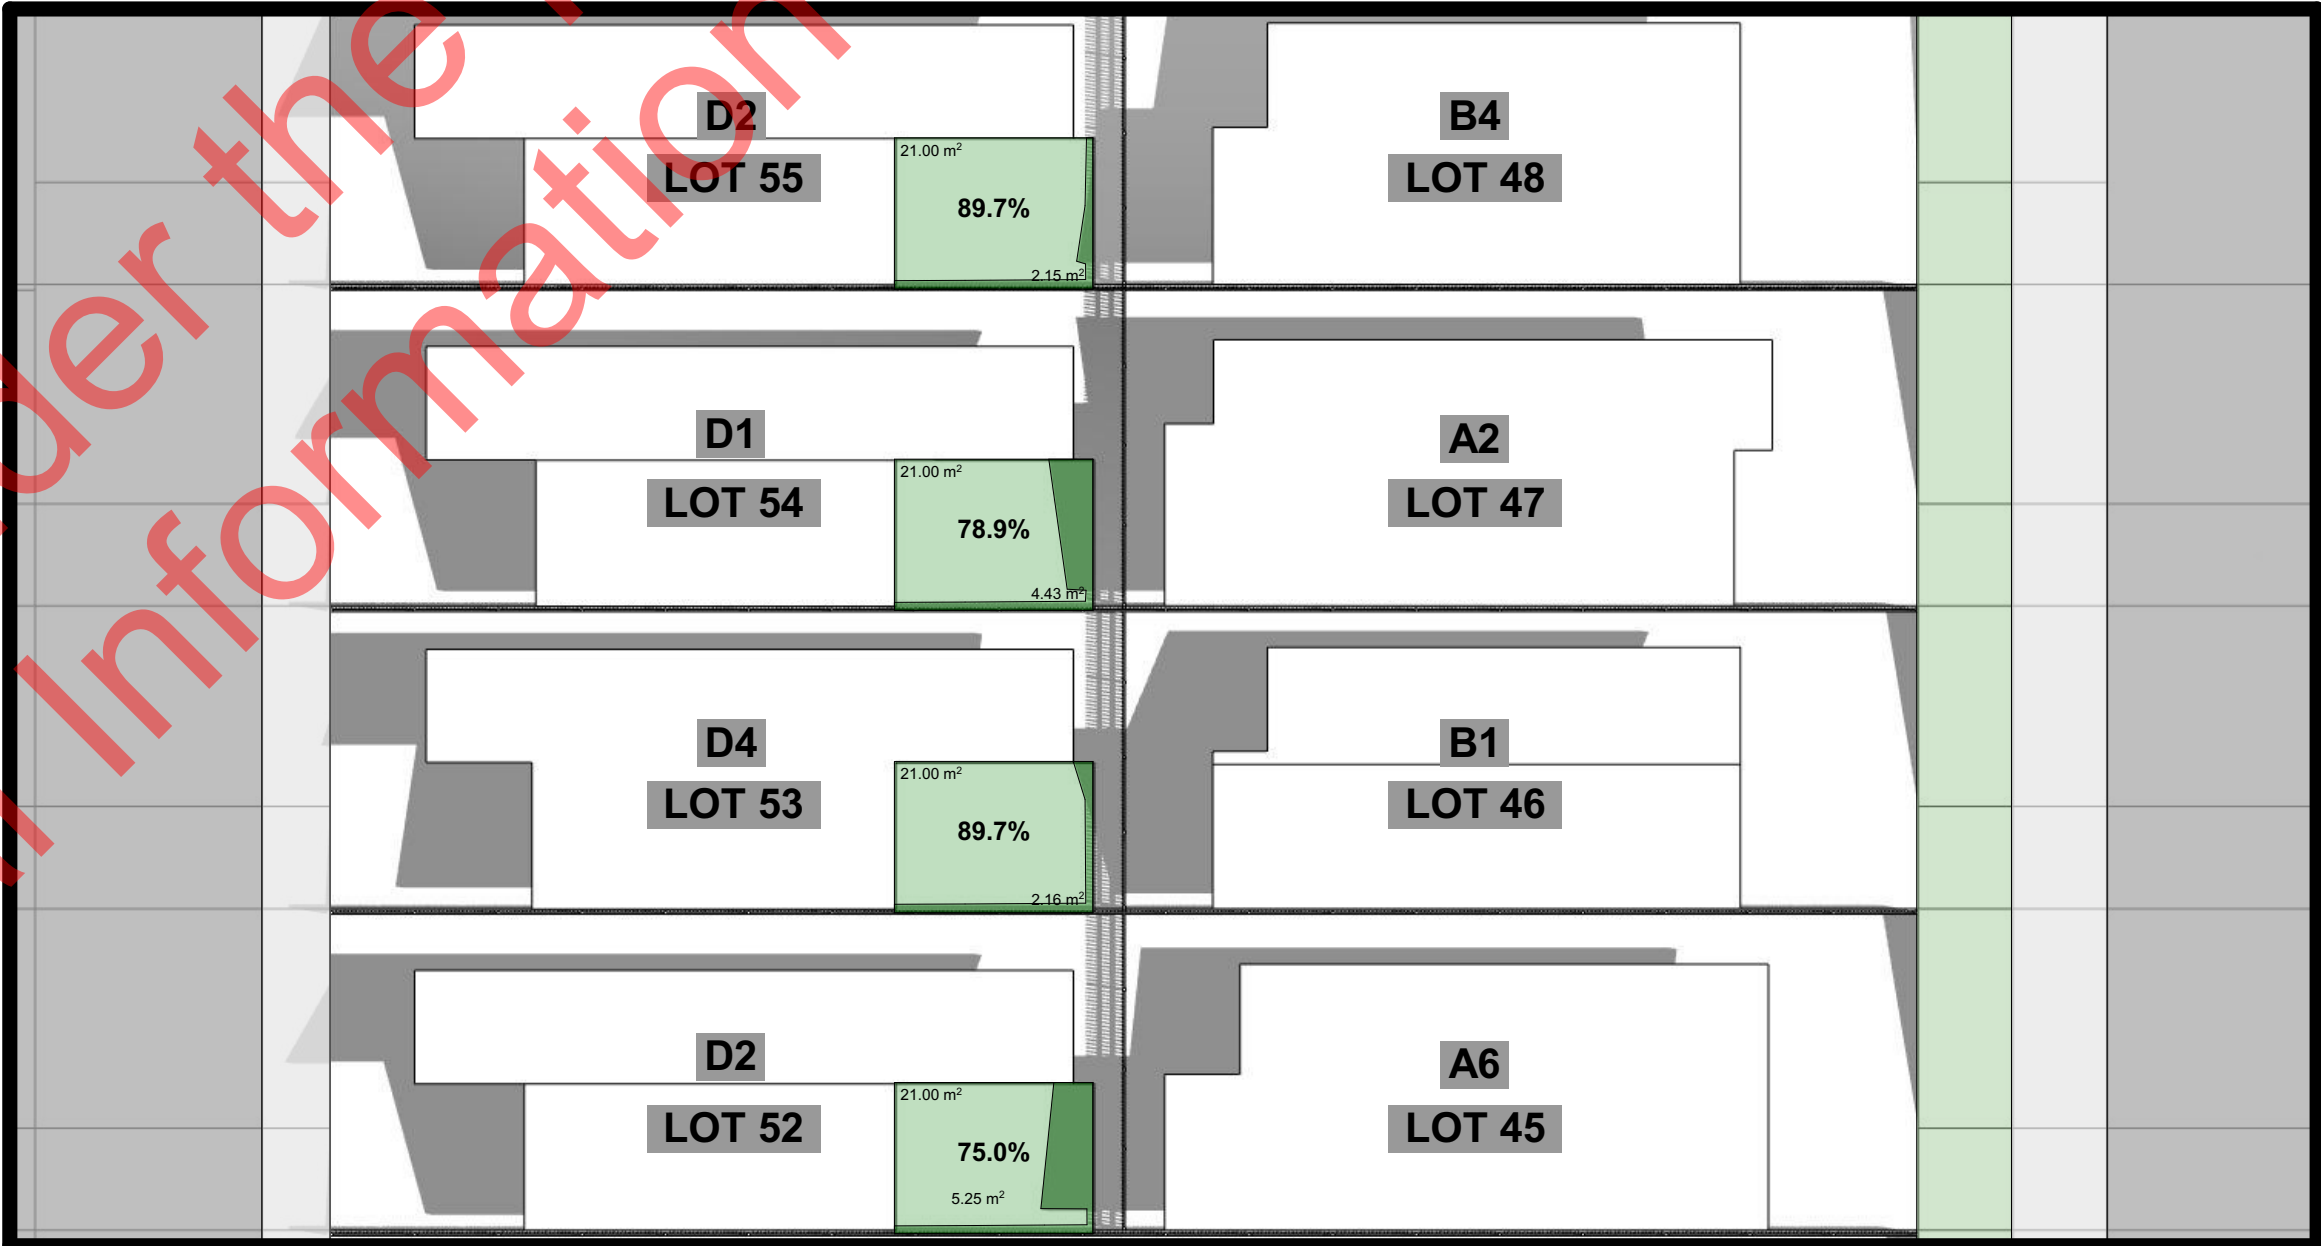 der the
Information
D2
LOT 55
21.00 m²
89.7%
2.15 m²
B4
LOT 48
D1
LOT 54
21.00 m²
78.9%
4.43 m²
A2
LOT 47
D4
LOT 53
21.00 m²
89.7%
2.16 m²
B1
LOT 46
D2
LOT 52
21.00 m²
75.0%
5.25 m²
A6
LOT 45